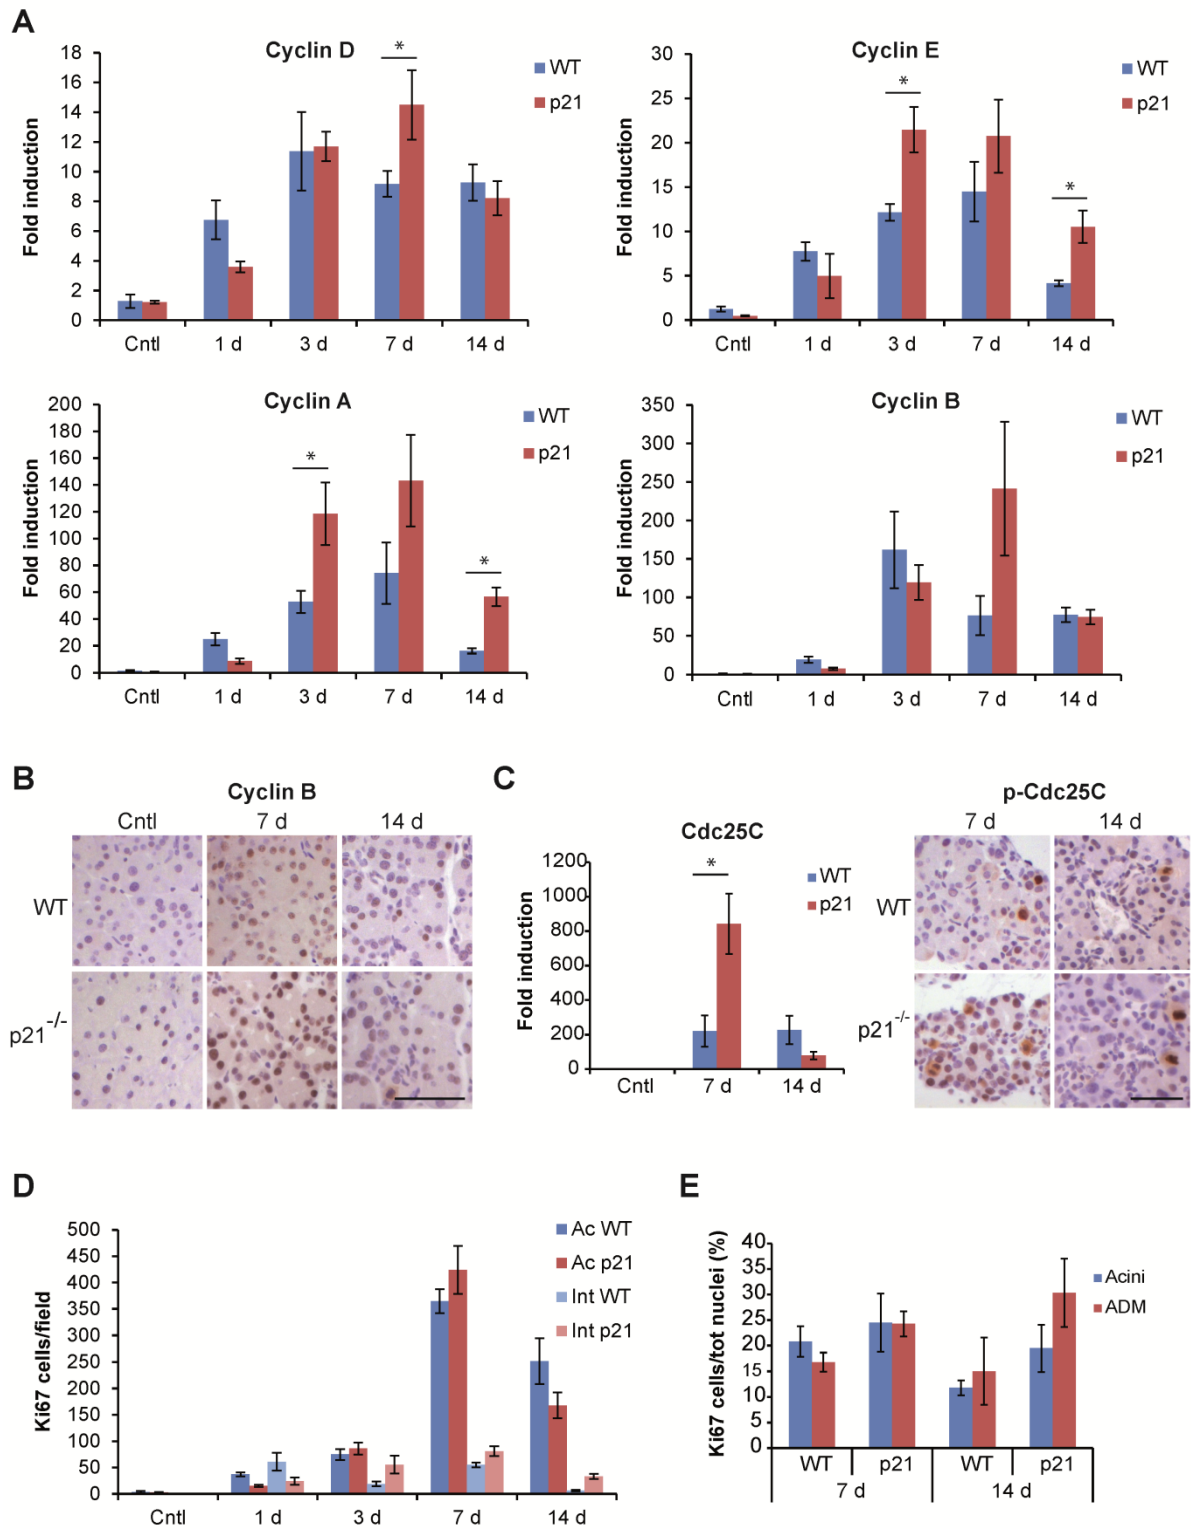 A
Cyclin D
Fold induction
18
16
14
12
10
8
6
4
2
0
*
WT
p21
Cntl 1 d 3 d 7 d 14 d
Cyclin E
Fold induction
30
25
20
15
10
5
0
*
*
WT
p21
Cntl 1 d 3 d 7 d 14 d
Cyclin A
Fold induction
200
180
160
140
120
100
80
60
40
20
0
*
*
WT
p21
Cntl 1 d 3 d 7 d 14 d
Cyclin B
Fold induction
350
300
250
200
150
100
50
0
WT
p21
Cntl 1 d 3 d 7 d 14 d
B
Cyclin B
Cntl 7 d 14 d
WT
p21-/-
C
Cdc25C
Fold induction
1200
1000
800
600
400
200
0
*
WT
p21
Cntl 7 d 14 d
p-Cdc25C
7 d 14 d
WT
p21-/-
D
Ki67 cells/field
500
450
400
350
300
250
200
150
100
50
0
Ac WT
Ac p21
Int WT
Int p21
Cntl 1 d 3 d 7 d 14 d
E
Ki67 cells/tot nuclei (%)
40
35
30
25
20
15
10
5
0
Acini
ADM
WT p21 WT p21
7 d 14 d